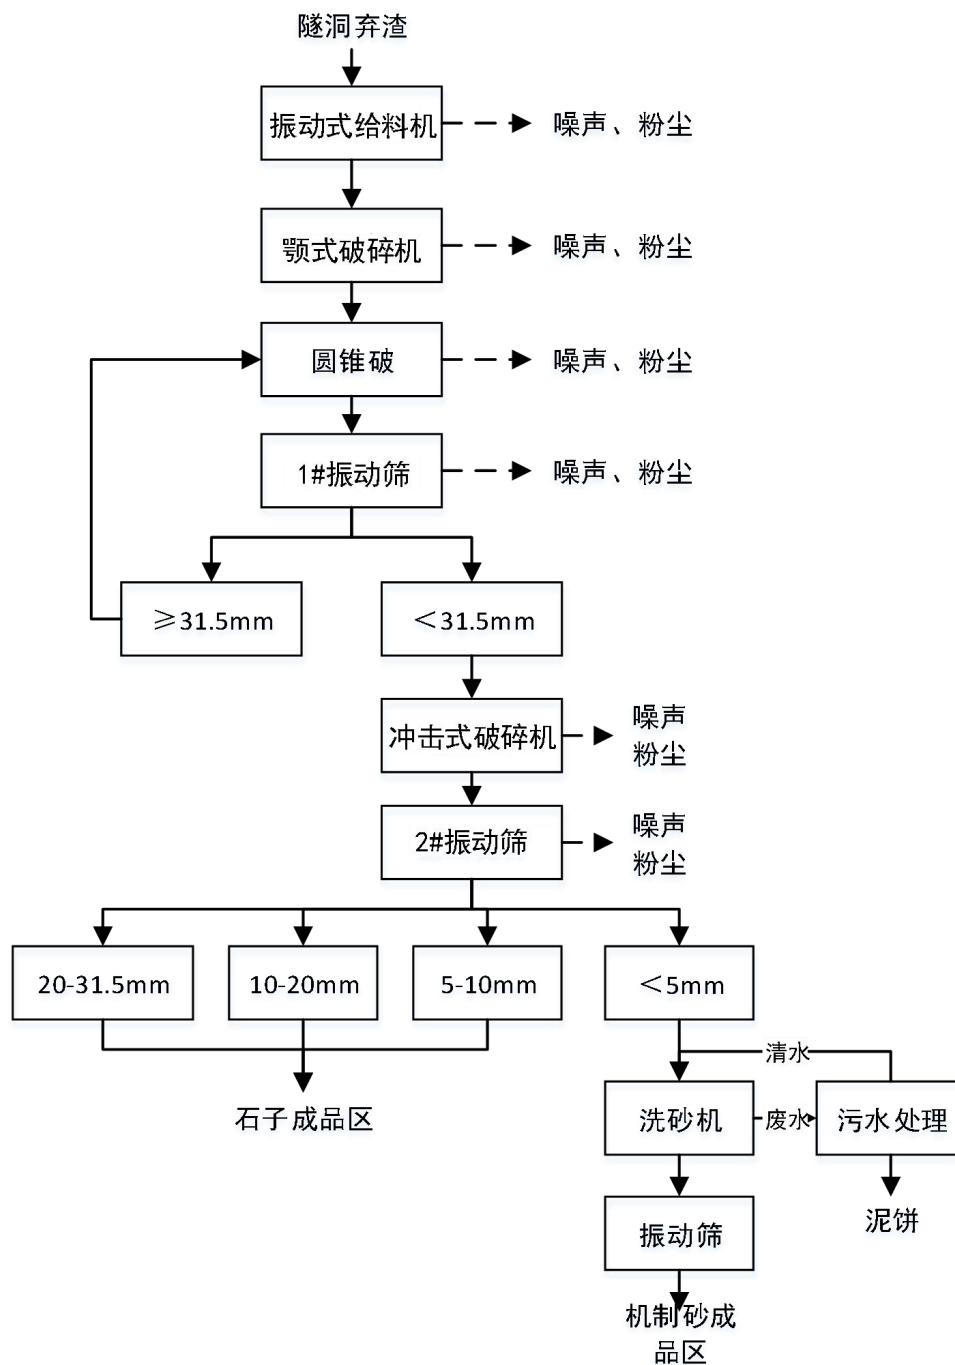 隧洞弃渣
振动式给料机
噪声、粉尘
颚式破碎机
噪声、粉尘
圆锥破
噪声、粉尘
1#振动筛
噪声、粉尘
≥31.5mm
＜31.5mm
冲击式破碎机
噪声
粉尘
2#振动筛
噪声
粉尘
20-31.5mm
10-20mm
5-10mm
＜5mm
清水
石子成品区
洗砂机
废水
污水处理
振动筛
泥饼
机制砂成
品区